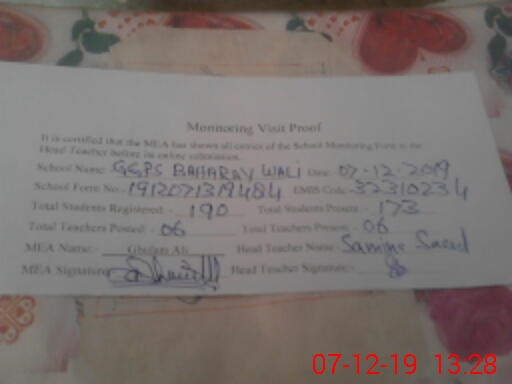 Monitoring Visit Proof
It is certified that the MEA has shown all entries of the School Monitoring Form to the
Head Teacher before its online submission.
School Name: GGPS BAHARAY WALI Date: 07-12-2019
School Form No:- 1912071319484 EMIS Code:- 32310234
Total Students Registered:- 190 Total Students Present:- 173
Total Teachers Posted:- 06 Total Teachers Present:- 06
MEA Name:- Ghulam Ali Head Teacher Name:- Samine Saeed
MEA Signature Head Teacher Signature:-
07-12-19 13:28